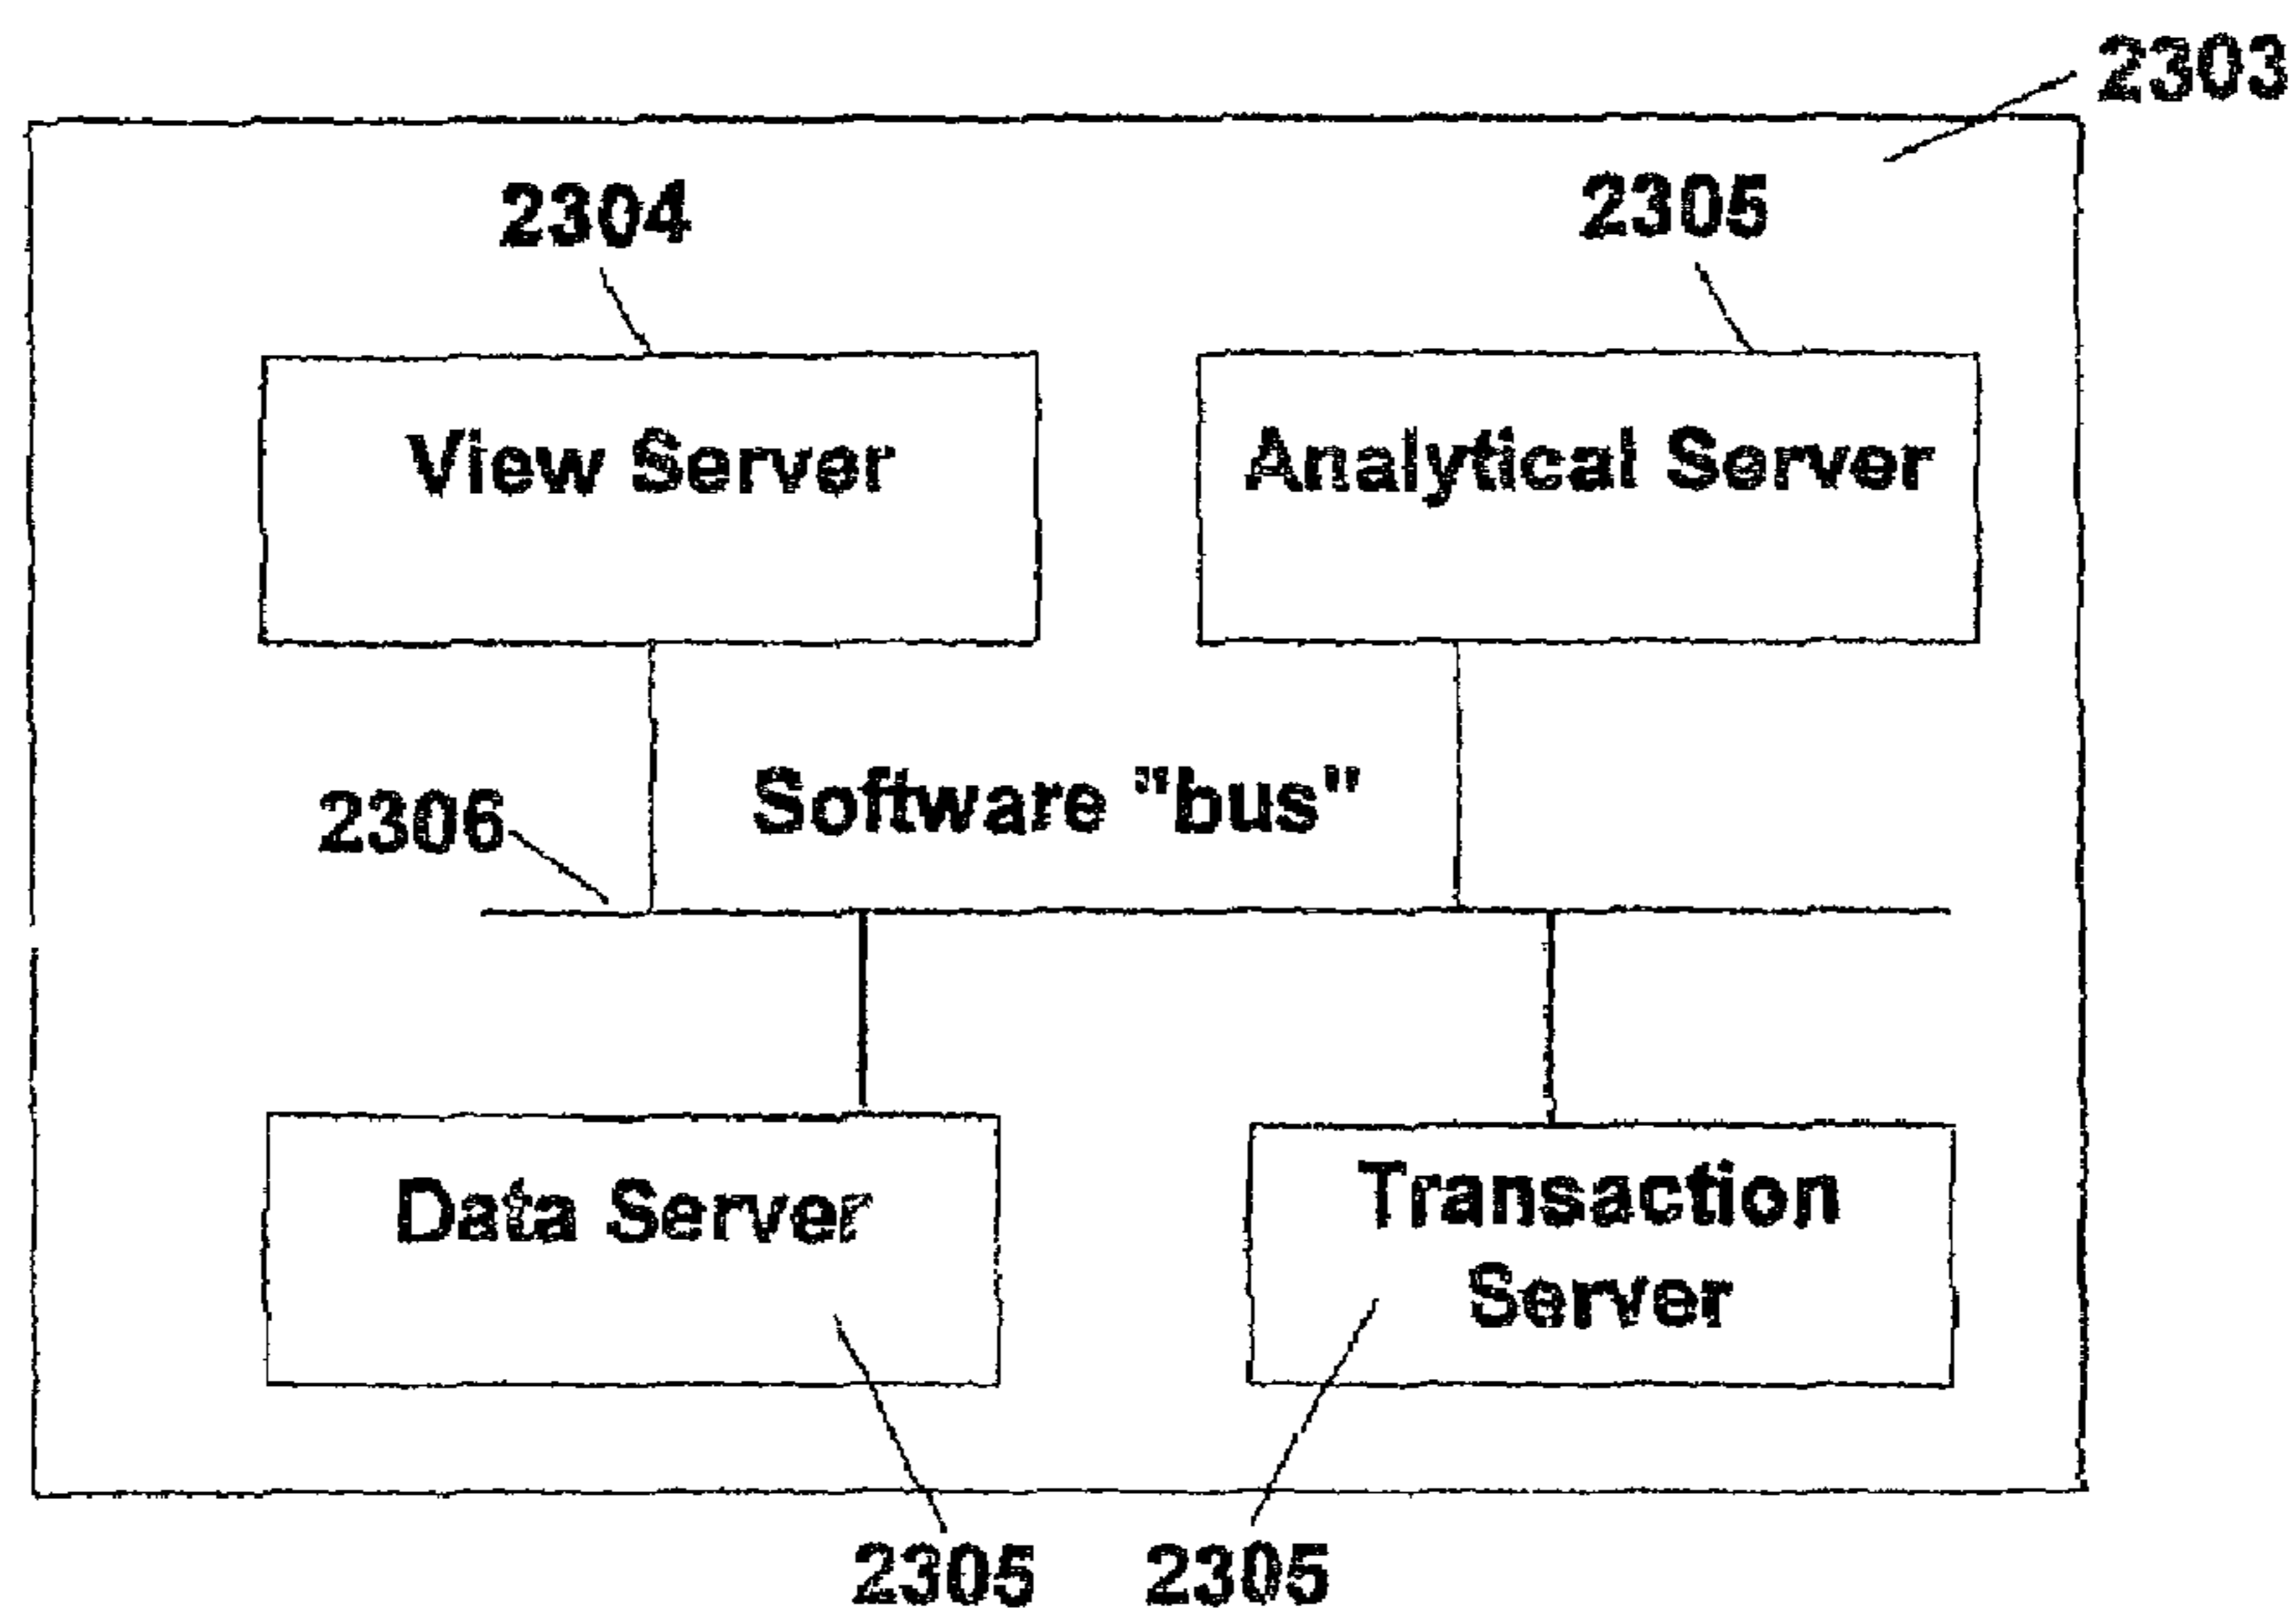 2303
2304
2305
View Server
Analytical Server
Software "bus"
2306
Data Server
Transaction
Server
2305
2305